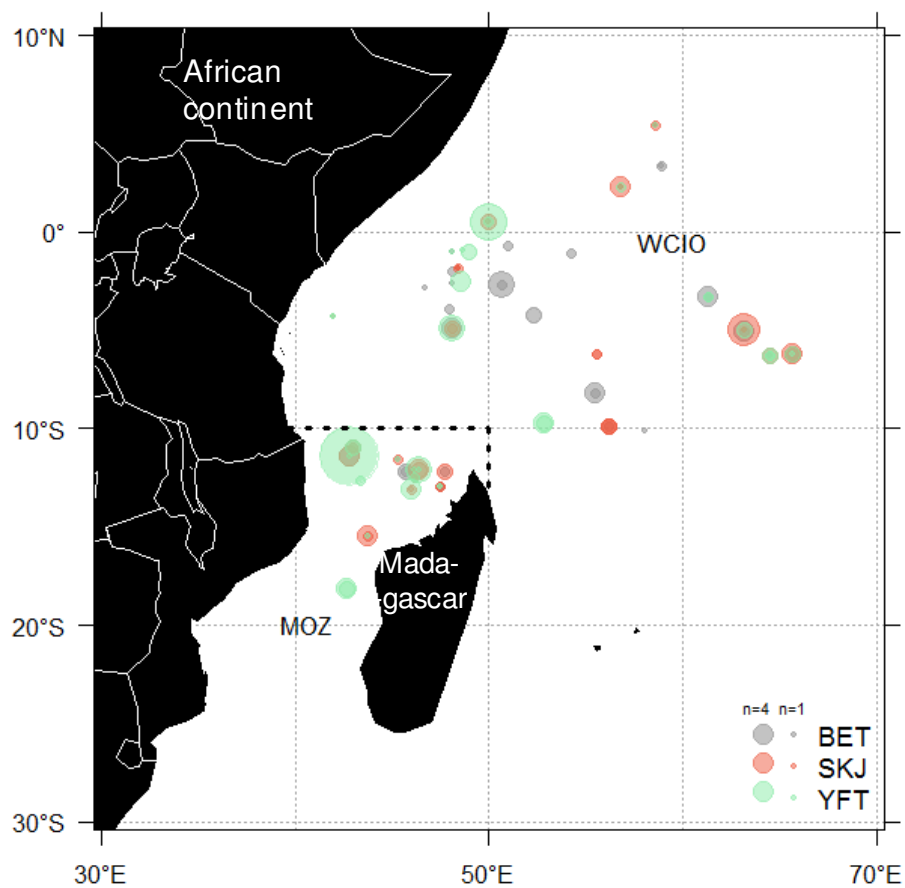 10°N
African
continent
0°
WCIO
10°S
Mada-
-gascar
MOZ
20°S
n=4 n=1
BET
SKJ
YFT
30°S
30°E 50°E 70°E